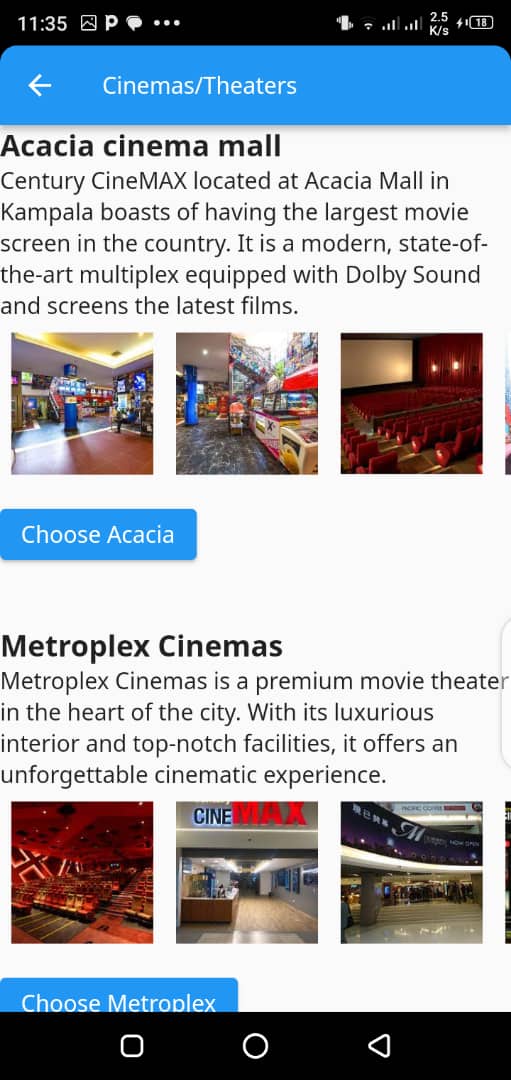 11:35
2.5
K/s
18
Cinemas/Theaters
Acacia cinema mall
Century CineMAX located at Acacia Mall in
Kampala boasts of having the largest movie
screen in the country. It is a modern, state-of-
the-art multiplex equipped with Dolby Sound
and screens the latest films.
Choose Acacia
Metroplex Cinemas
Metroplex Cinemas is a premium movie theater
in the heart of the city. With its luxurious
interior and top-notch facilities, it offers an
unforgettable cinematic experience.
CINEMAX
PACIFIC COFFEE
NOW OPEN
Choose Metroplex